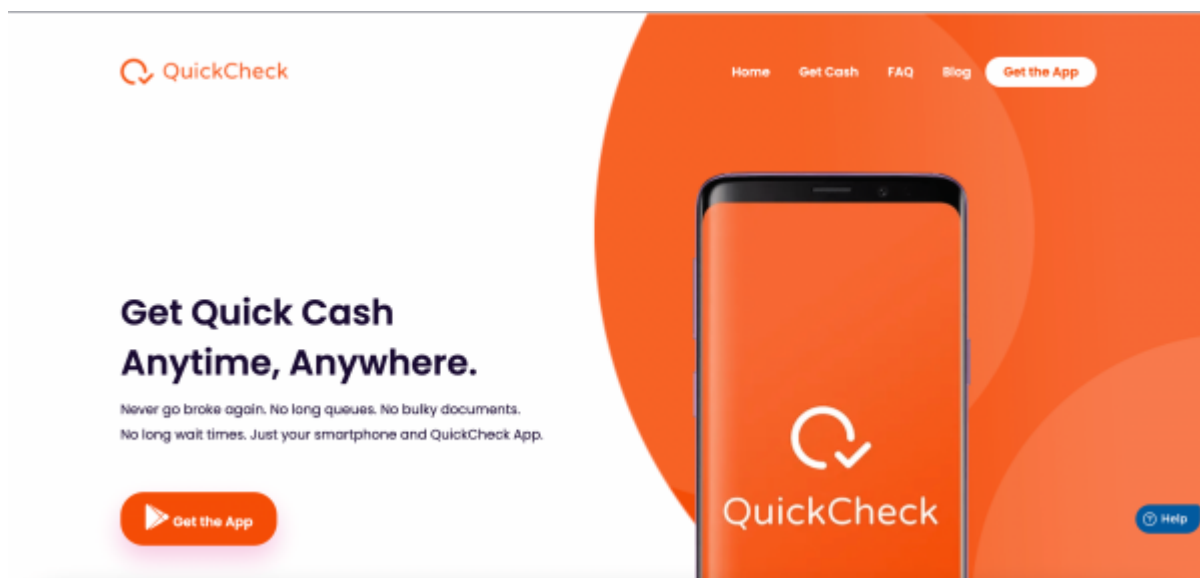 QuickCheck
Home Get Cash FAQ Blog Get the App
Get Quick Cash
Anytime, Anywhere.
Never go broke again. No long queues. No bulky documents.
No long wait times. Just your smartphone and QuickCheck App.
Get the App
QuickCheck
Help